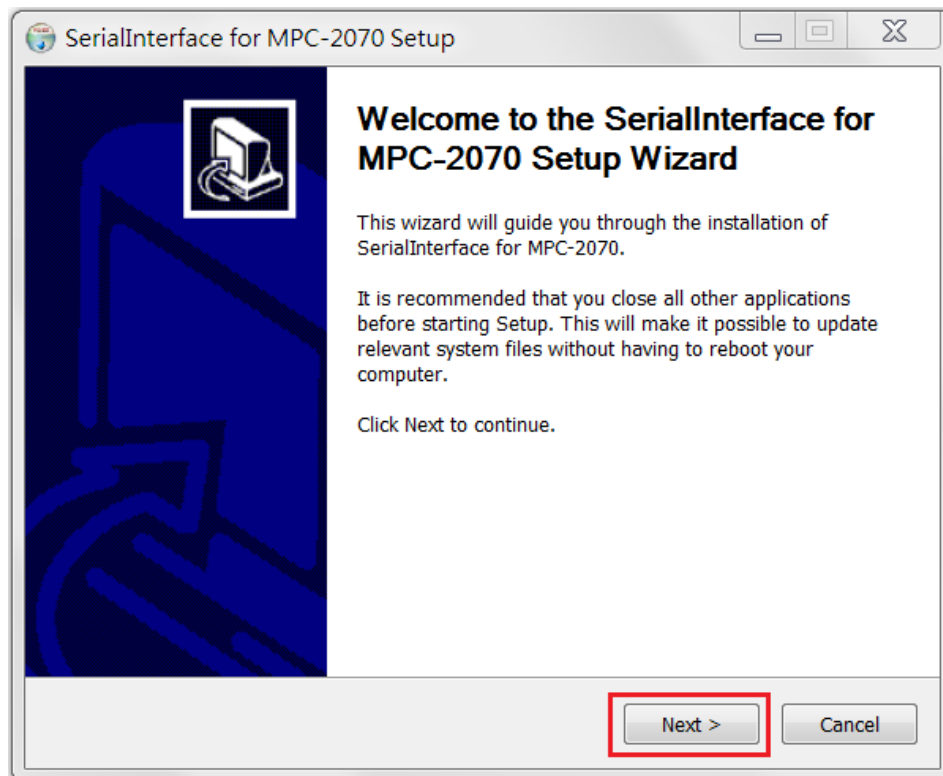 SerialInterface for MPC-2070 Setup
Welcome to the SerialInterface for
MPC-2070 Setup Wizard
This wizard will guide you through the installation of
SerialInterface for MPC-2070.
It is recommended that you close all other applications
before starting Setup. This will make it possible to update
relevant system files without having to reboot your
computer.
Click Next to continue.
Next >
Cancel